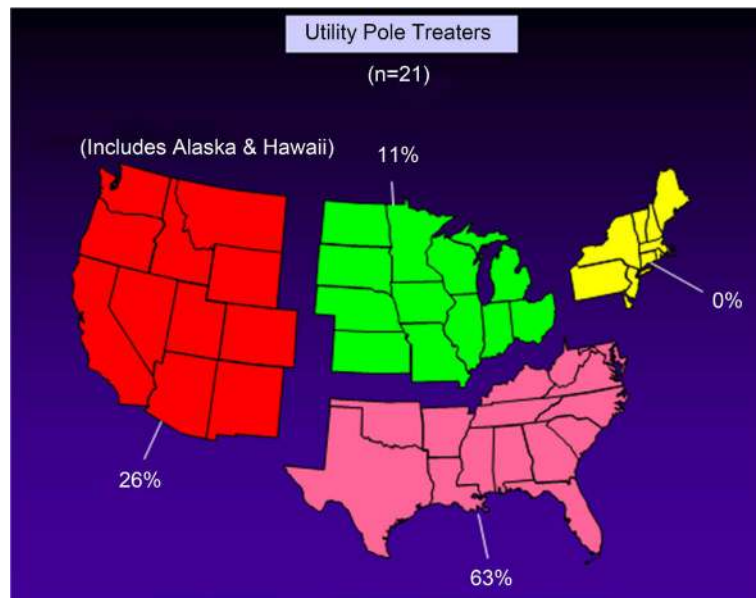 Utility Pole Treaters
(n=21)
(Includes Alaska & Hawaii)
11%
0%
26%
63%